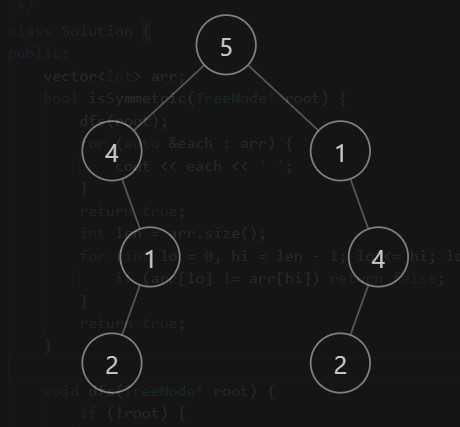 */
class Solution {
public:
vector<int> arr;
bool isSymmetric(TreeNode* root) {
dfs(root);
for (auto &each : arr) {
cout << each << " ";
}
return true;
int len = arr.size();
for (int lo = 0, hi = len - 1; lo <= hi; lo
if (arr[lo] != arr[hi]) return false;
}
return true;
}
void dfs(TreeNode* root) {
if (!root) {
5
4 1
1 4
2 2